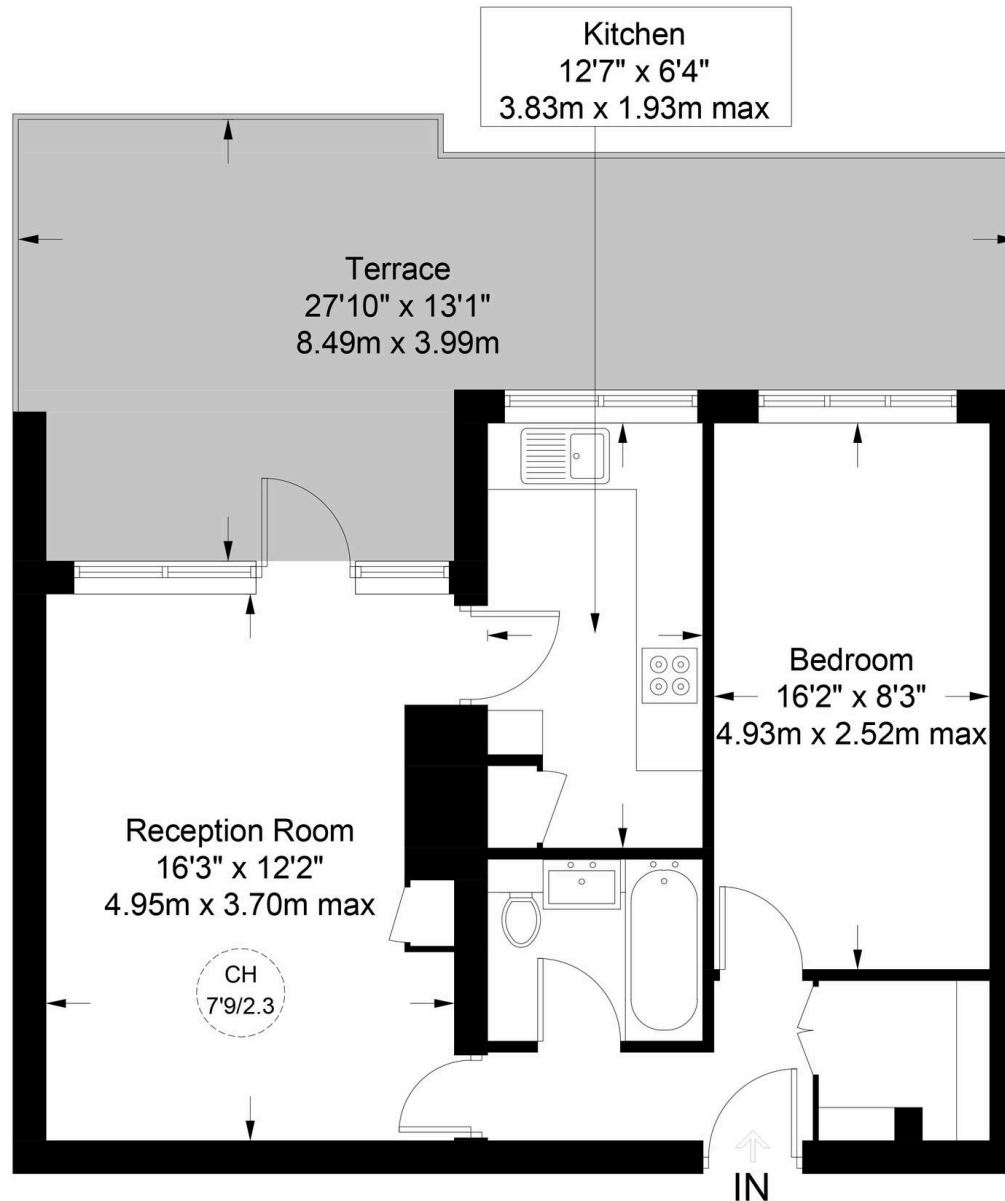 Kitchen
12'7" x 6'4"
3.83m x 1.93m max
Terrace
27'10" x 13'1"
8.49m x 3.99m
Bedroom
16'2" x 8'3"
4.93m x 2.52m max
Reception Room
16'3" x 12'2"
4.95m x 3.70m max
CH
7'9/2.3
IN